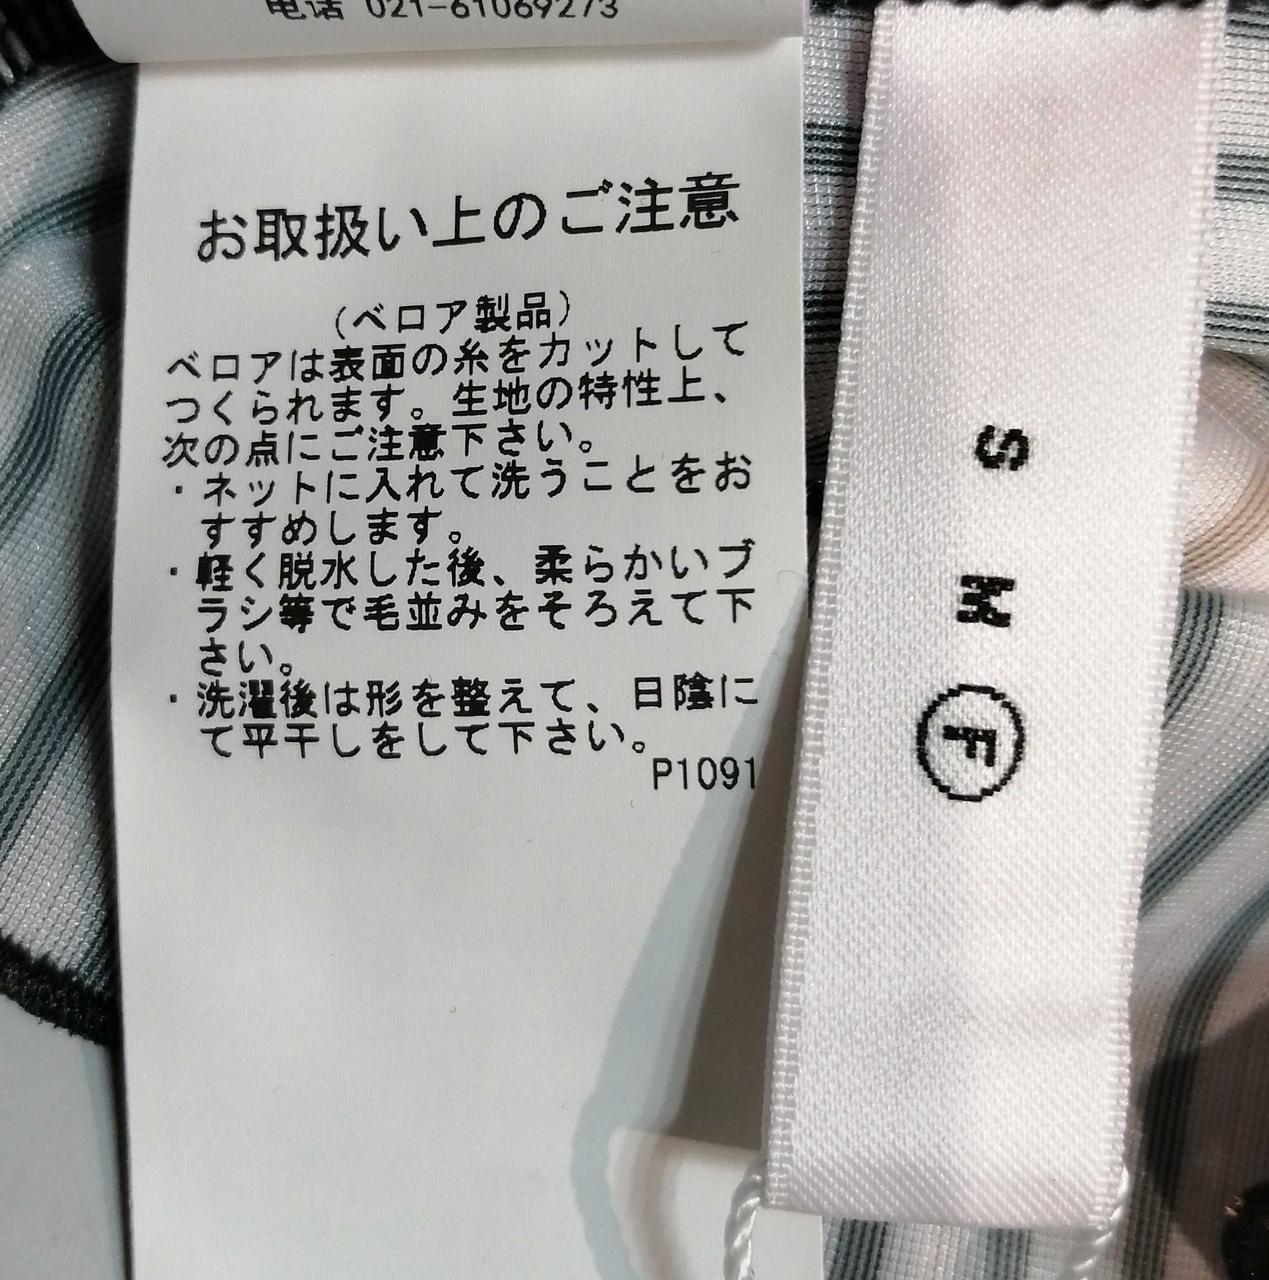 电话 021-61069273
お取扱い上のご注意
(ベロア製品)
ベロアは表面の糸をカットして
つくられます。生地の特性上、
次の点にご注意下さい。
・ネットに入れて洗うことをお
すすめします。
・軽く脱水した後、柔らかいブ
ラシ等で毛並みをそろえて下
さい。
・洗濯後は形を整えて、日陰に
て平干しをして下さい。
P1091
S M F